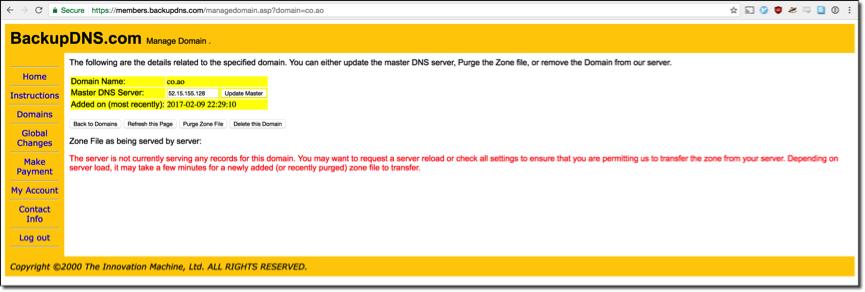 Secure https://members.backupdns.com/managedomain.asp?domain=co.ao
BackupDNS.com Manage Domain .
The following are the details related to the specified domain. You can either update the master DNS server, Purge the Zone file, or remove the Domain from our server.
Home
Instructions
Domains
Global
Changes
Make
Payment
My Account
Contact
Info
Log out
Domain Name: co.ao
Master DNS Server: 52.15.155.128 Update Master
Added on (most recently): 2017-02-09 22:29:10
Back to Domains Refresh this Page Purge Zone File Delete this Domain
Zone File as being served by server:
The server is not currently serving any records for this domain. You may want to request a server reload or check all settings to ensure that you are permitting us to transfer the zone from your server. Depending on
server load, it may take a few minutes for a newly added (or recently purged) zone file to transfer.
Copyright ©2000 The Innovation Machine, Ltd. ALL RIGHTS RESERVED.